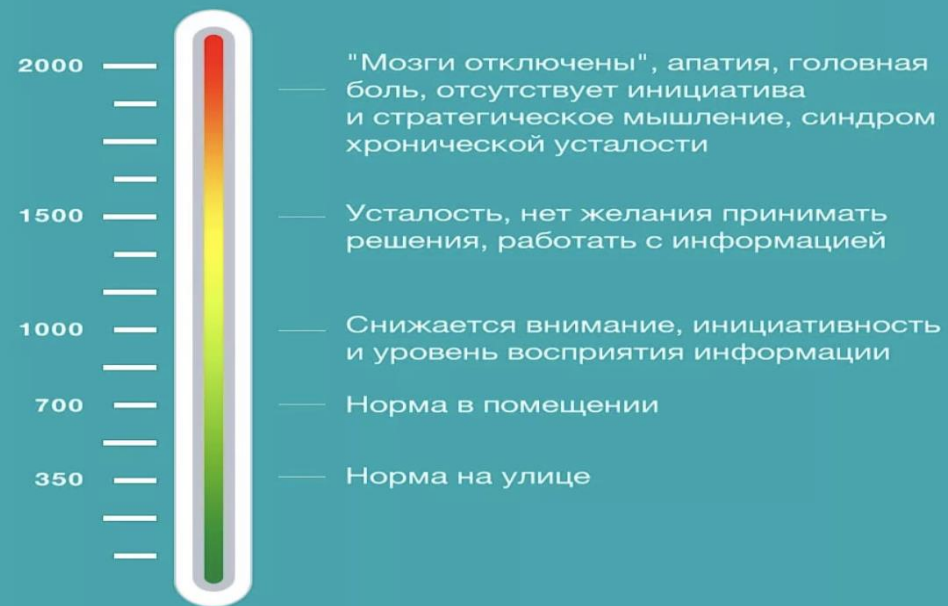 2000
"Мозги отключены", апатия, головная
боль, отсутствует инициатива
и стратегическое мышление, синдром
хронической усталости
1500
Усталость, нет желания принимать
решения, работать с информацией
1000
Снижается внимание, инициативность
и уровень восприятия информации
700
Норма в помещении
350
Норма на улице